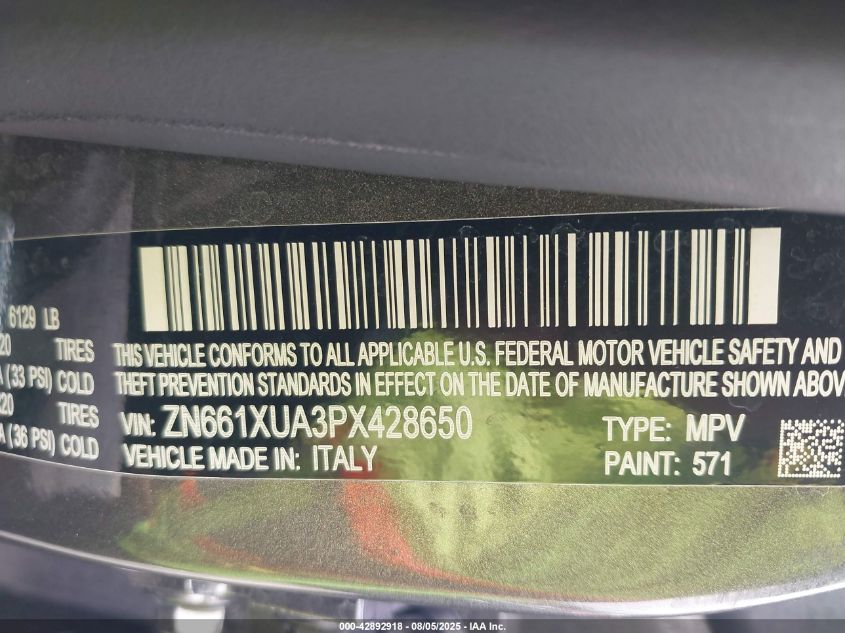 6129 LB
20 TIRES
(33 PSI) COLD
20 TIRES
(36 PSI) COLD
THIS VEHICLE CONFORMS TO ALL APPLICABLE U.S. FEDERAL MOTOR VEHICLE SAFETY AND
THEFT PREVENTION STANDARDS IN EFFECT ON THE DATE OF MANUFACTURE SHOWN ABOV
VIN: ZN661XUA3PX428650
TYPE: MPV
VEHICLE MADE IN: ITALY
PAINT: 571
000-42892918 - 08/05/2025 - IAA Inc.